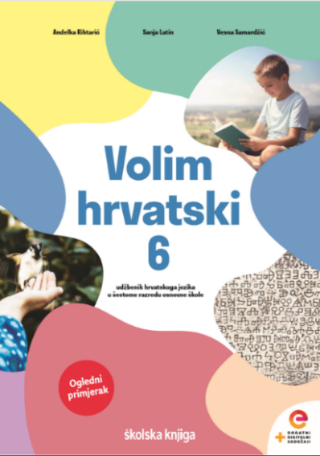 Anđelka Rihtarić Sanja Latin Vesna Samardžić
Volim
hrvatski
6
udžbenik hrvatskoga jezika
u šestome razredu osnovne škole
Ogledni
primjerak
školska knjiga
e
+ DODATNI
DIGITALNI
SADRŽAJI